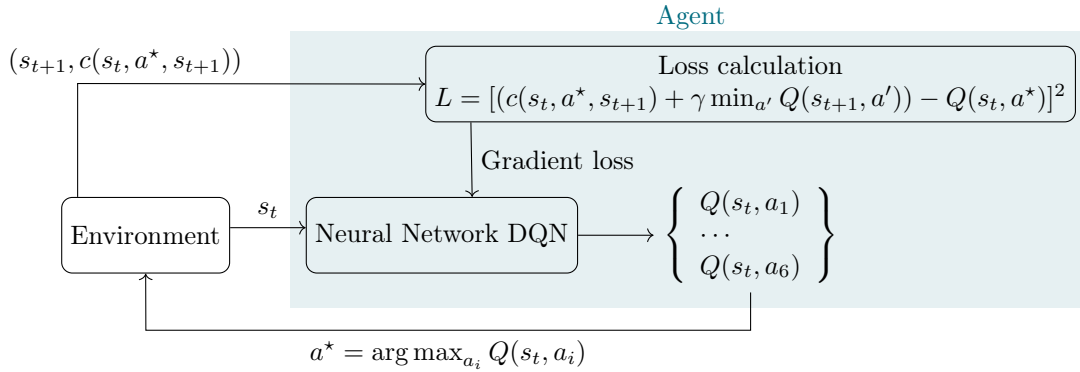 Agent
(s_{t+1}, c(s_t, a^⋆, s_{t+1}))
Loss calculation
L = [(c(s_t, a^⋆, s_{t+1}) + γ min_{a'} Q(s_{t+1}, a')) − Q(s_t, a^⋆)]^2
Gradient loss
Environment
s_t
Neural Network DQN
Q(s_t, a_1)
⋯
Q(s_t, a_6)
a^⋆ = arg max_{a_i} Q(s_t, a_i)